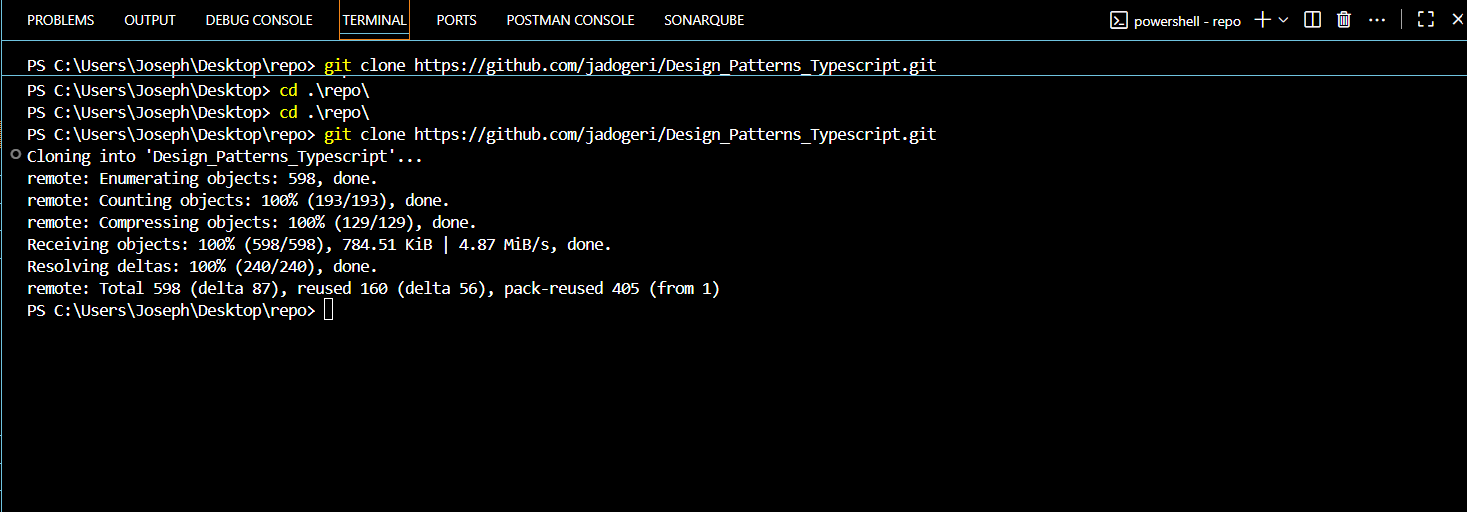 PROBLEMS OUTPUT DEBUG CONSOLE TERMINAL PORTS POSTMAN CONSOLE SONARQUBE powershell - repo
PS C:\Users\Joseph\Desktop\repo> git clone https://github.com/jadogeri/Design_Patterns_Typescript.git
PS C:\Users\Joseph\Desktop> cd .\repo\
PS C:\Users\Joseph\Desktop> cd .\repo\
PS C:\Users\Joseph\Desktop\repo> git clone https://github.com/jadogeri/Design_Patterns_Typescript.git
Cloning into 'Design_Patterns_Typescript'...
remote: Enumerating objects: 598, done.
remote: Counting objects: 100% (193/193), done.
remote: Compressing objects: 100% (129/129), done.
Receiving objects: 100% (598/598), 784.51 KiB | 4.87 MiB/s, done.
Resolving deltas: 100% (240/240), done.
remote: Total 598 (delta 87), reused 160 (delta 56), pack-reused 405 (from 1)
PS C:\Users\Joseph\Desktop\repo>